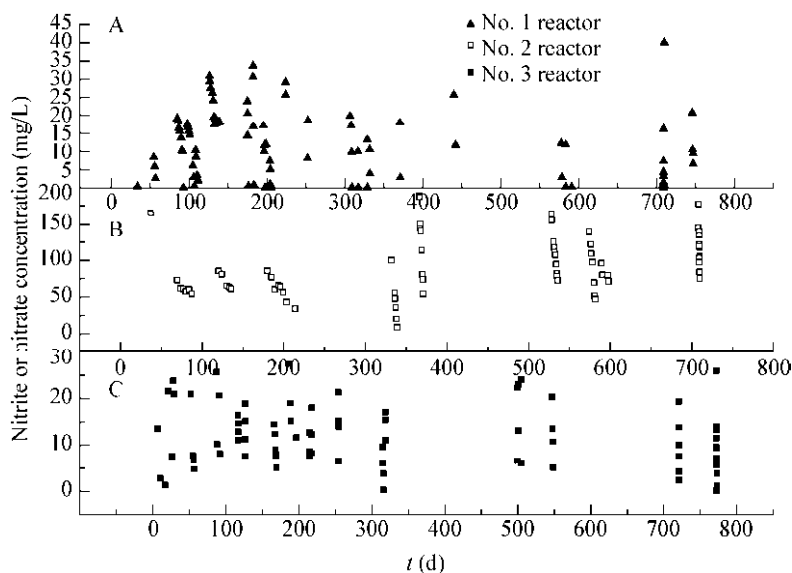 A
▲ No. 1 reactor
□ No. 2 reactor
■ No. 3 reactor
45
40
35
30
25
20
15
10
5
0 100 200 300 400 500 600 700 800
B
200
150
100
50
0
0 100 200 300 400 500 600 700 800
C
30
20
10
0
0 100 200 300 400 500 600 700 800
t (d)
Nitrite or nitrate concentration (mg/L)